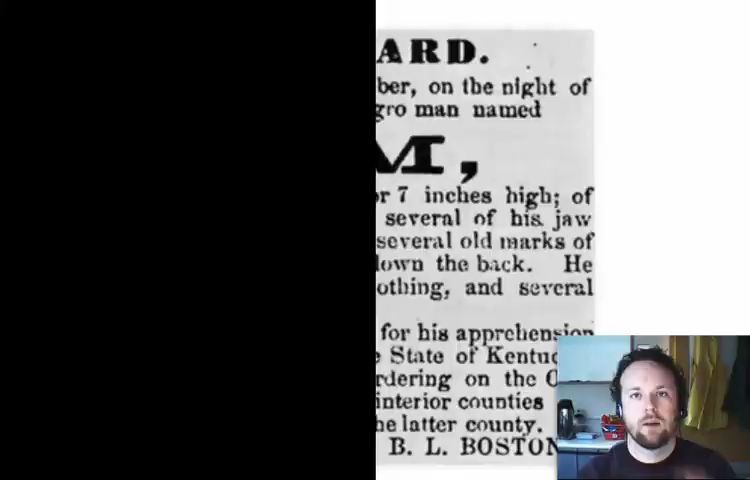 ARD.
ber, on the night of
gro man named
M,
or 7 inches high; of
several of his jaw
several old marks of
down the back. He
othing, and several
for his apprehension
State of Kentuc
rdering on the O
interior counties
he latter county.
B. L. BOSTON